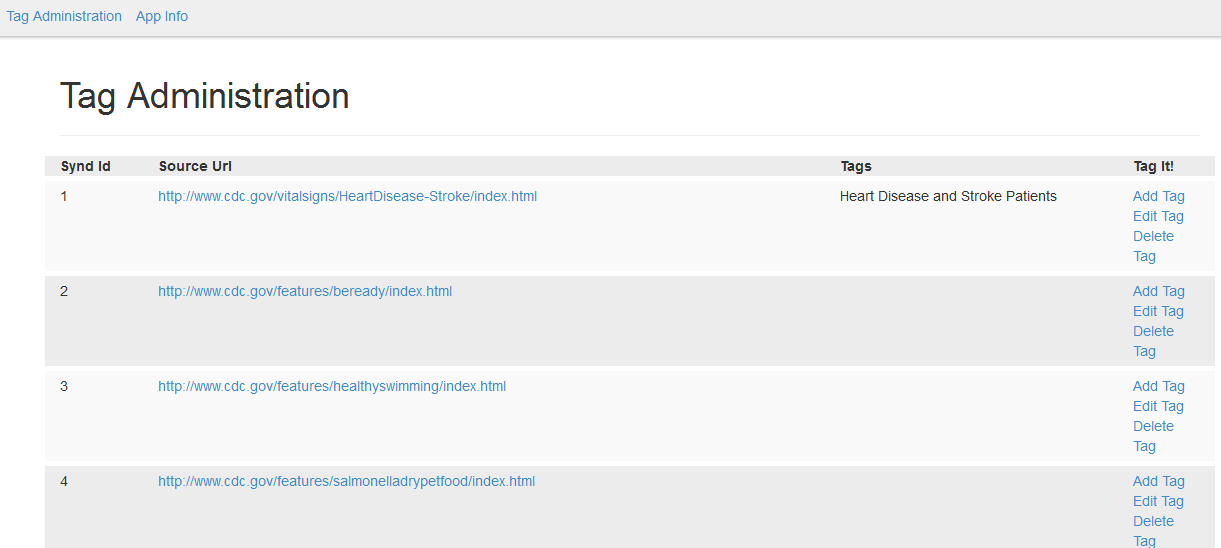 Tag Administration App Info
Tag Administration
Synd Id Source Url Tags Tag It!
1 http://www.cdc.gov/vitalsigns/HeartDisease-Stroke/index.html Heart Disease and Stroke Patients Add Tag
Edit Tag
Delete
Tag
2 http://www.cdc.gov/features/beready/index.html Add Tag
Edit Tag
Delete
Tag
3 http://www.cdc.gov/features/healthyswimming/index.html Add Tag
Edit Tag
Delete
Tag
4 http://www.cdc.gov/features/salmonelladrypetfood/index.html Add Tag
Edit Tag
Delete
Tag